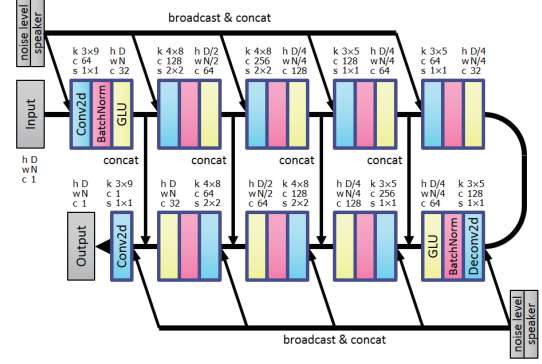 noise level
speaker
broadcast & concat
k 3×9 h D k 4×8 h D/2 k 4×8 h D/4 k 3×5 h D/4 k 3×5 h D/4
c 64 w N c 128 w N/2 c 256 w N/4 c 128 w N/4 c 64 w N/4
s 1×1 c 32 s 2×2 c 64 s 2×2 c 128 s 1×1 c 64 s 1×1 c 32
Input
Conv2d
BatchNorm
GLU
concat concat concat concat
h D
w N
c 1
h D k 3×9 h D k 4×8 h D/2 k 4×8 h D/4 k 3×5 h D/4 k 3×5
w N c 1 w N c 64 w N/2 c 128 w N/4 c 256 w N/4 c 128
c 1 s 1×1 c 32 s 2×2 c 64 s 2×2 c 128 s 1×1 c 64 s 1×1
Output
Conv2d
GLU
BatchNorm
Deconv2d
broadcast & concat
noise level
speaker